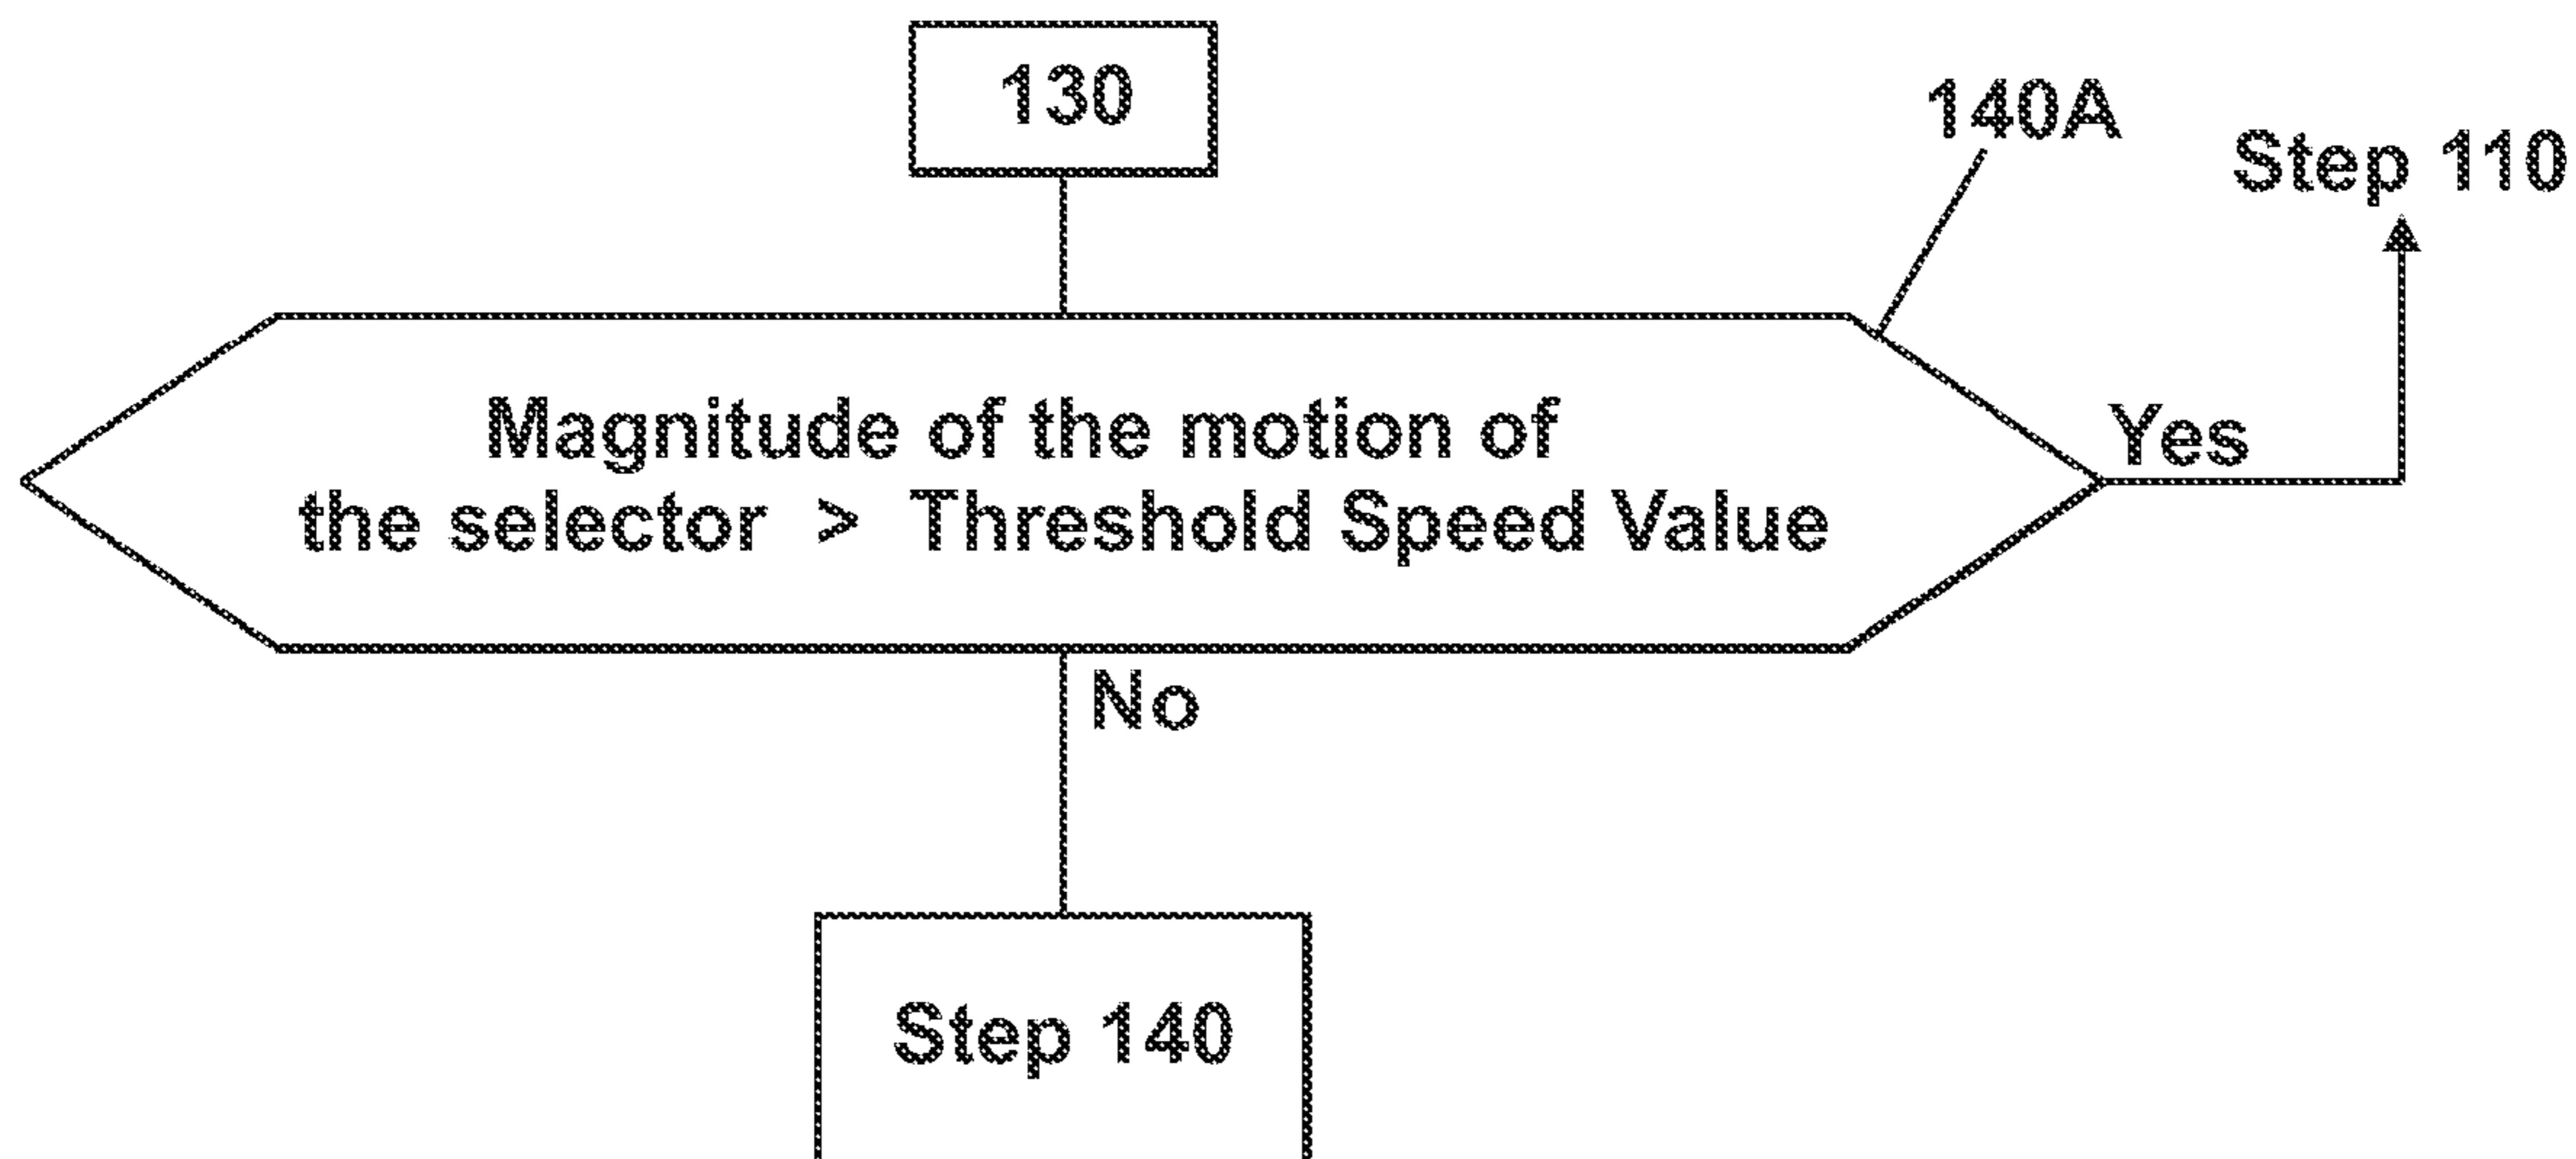 130
140A
Step 110
Magnitude of the motion of
the selector > Threshold Speed Value
Yes
No
Step 140